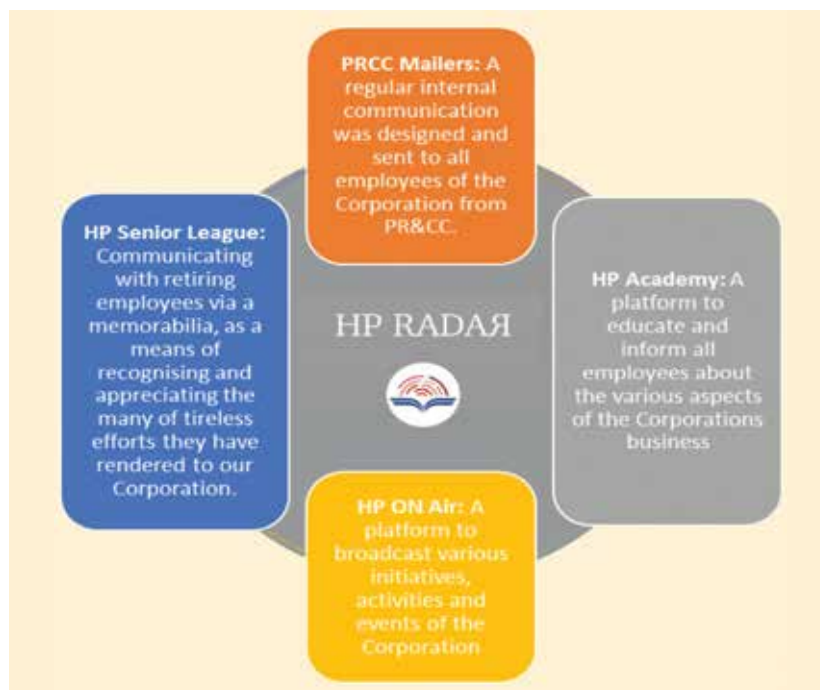 PRCC Mailers: A
regular internal
communication
was designed and
sent to all
employees of the
Corporation from
PR&CC.
HP Senior League:
Communicating
with retiring
employees via a
memorabilia, as a
means of
recognising and
appreciating the
many of tireless
efforts they have
rendered to our
Corporation.
HP RADAЯ
HP Academy: A
platform to
educate and
inform all
employees about
the various aspects
of the Corporations
business
HP ON Air: A
platform to
broadcast various
initiatives,
activities and
events of the
Corporation